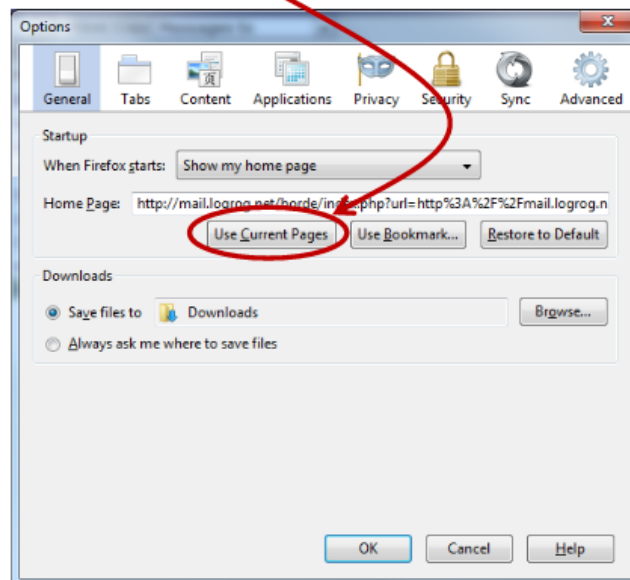 Options
General Tabs Content Applications Privacy Security Sync Advanced
Startup
When Firefox starts: Show my home page
Home Page: http://mail.logrog.net/horde/index.php?url=http%3A%2F%2Fmail.logrog.n
Use Current Pages Use Bookmark... Restore to Default
Downloads
Save files to Downloads Browse...
Always ask me where to save files
OK Cancel Help